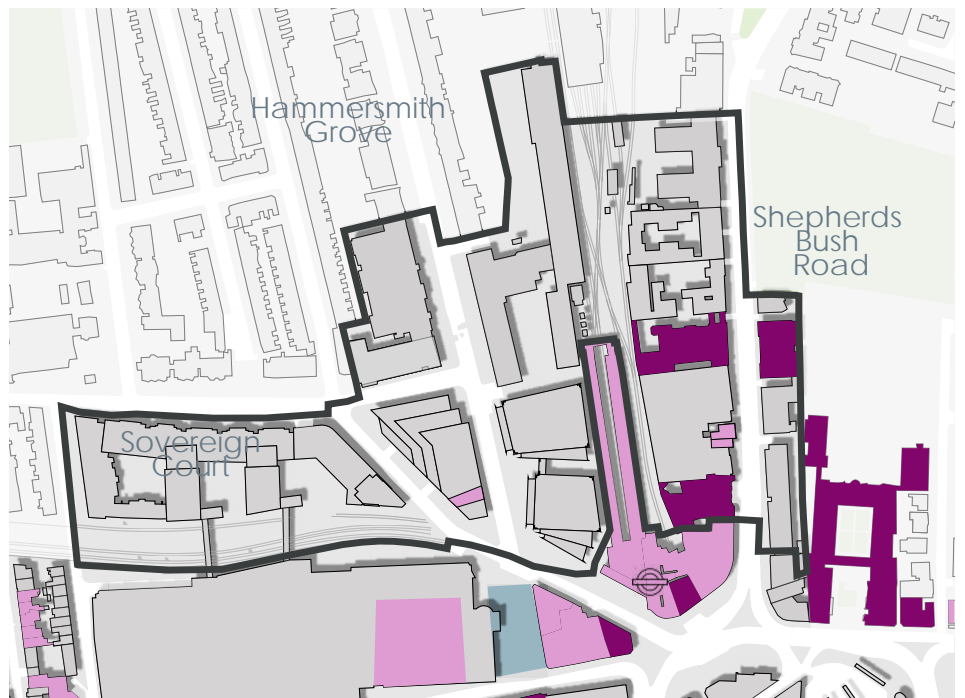 Hammersmith
Grove
Shepherds
Bush
Road
Sovereign
Court